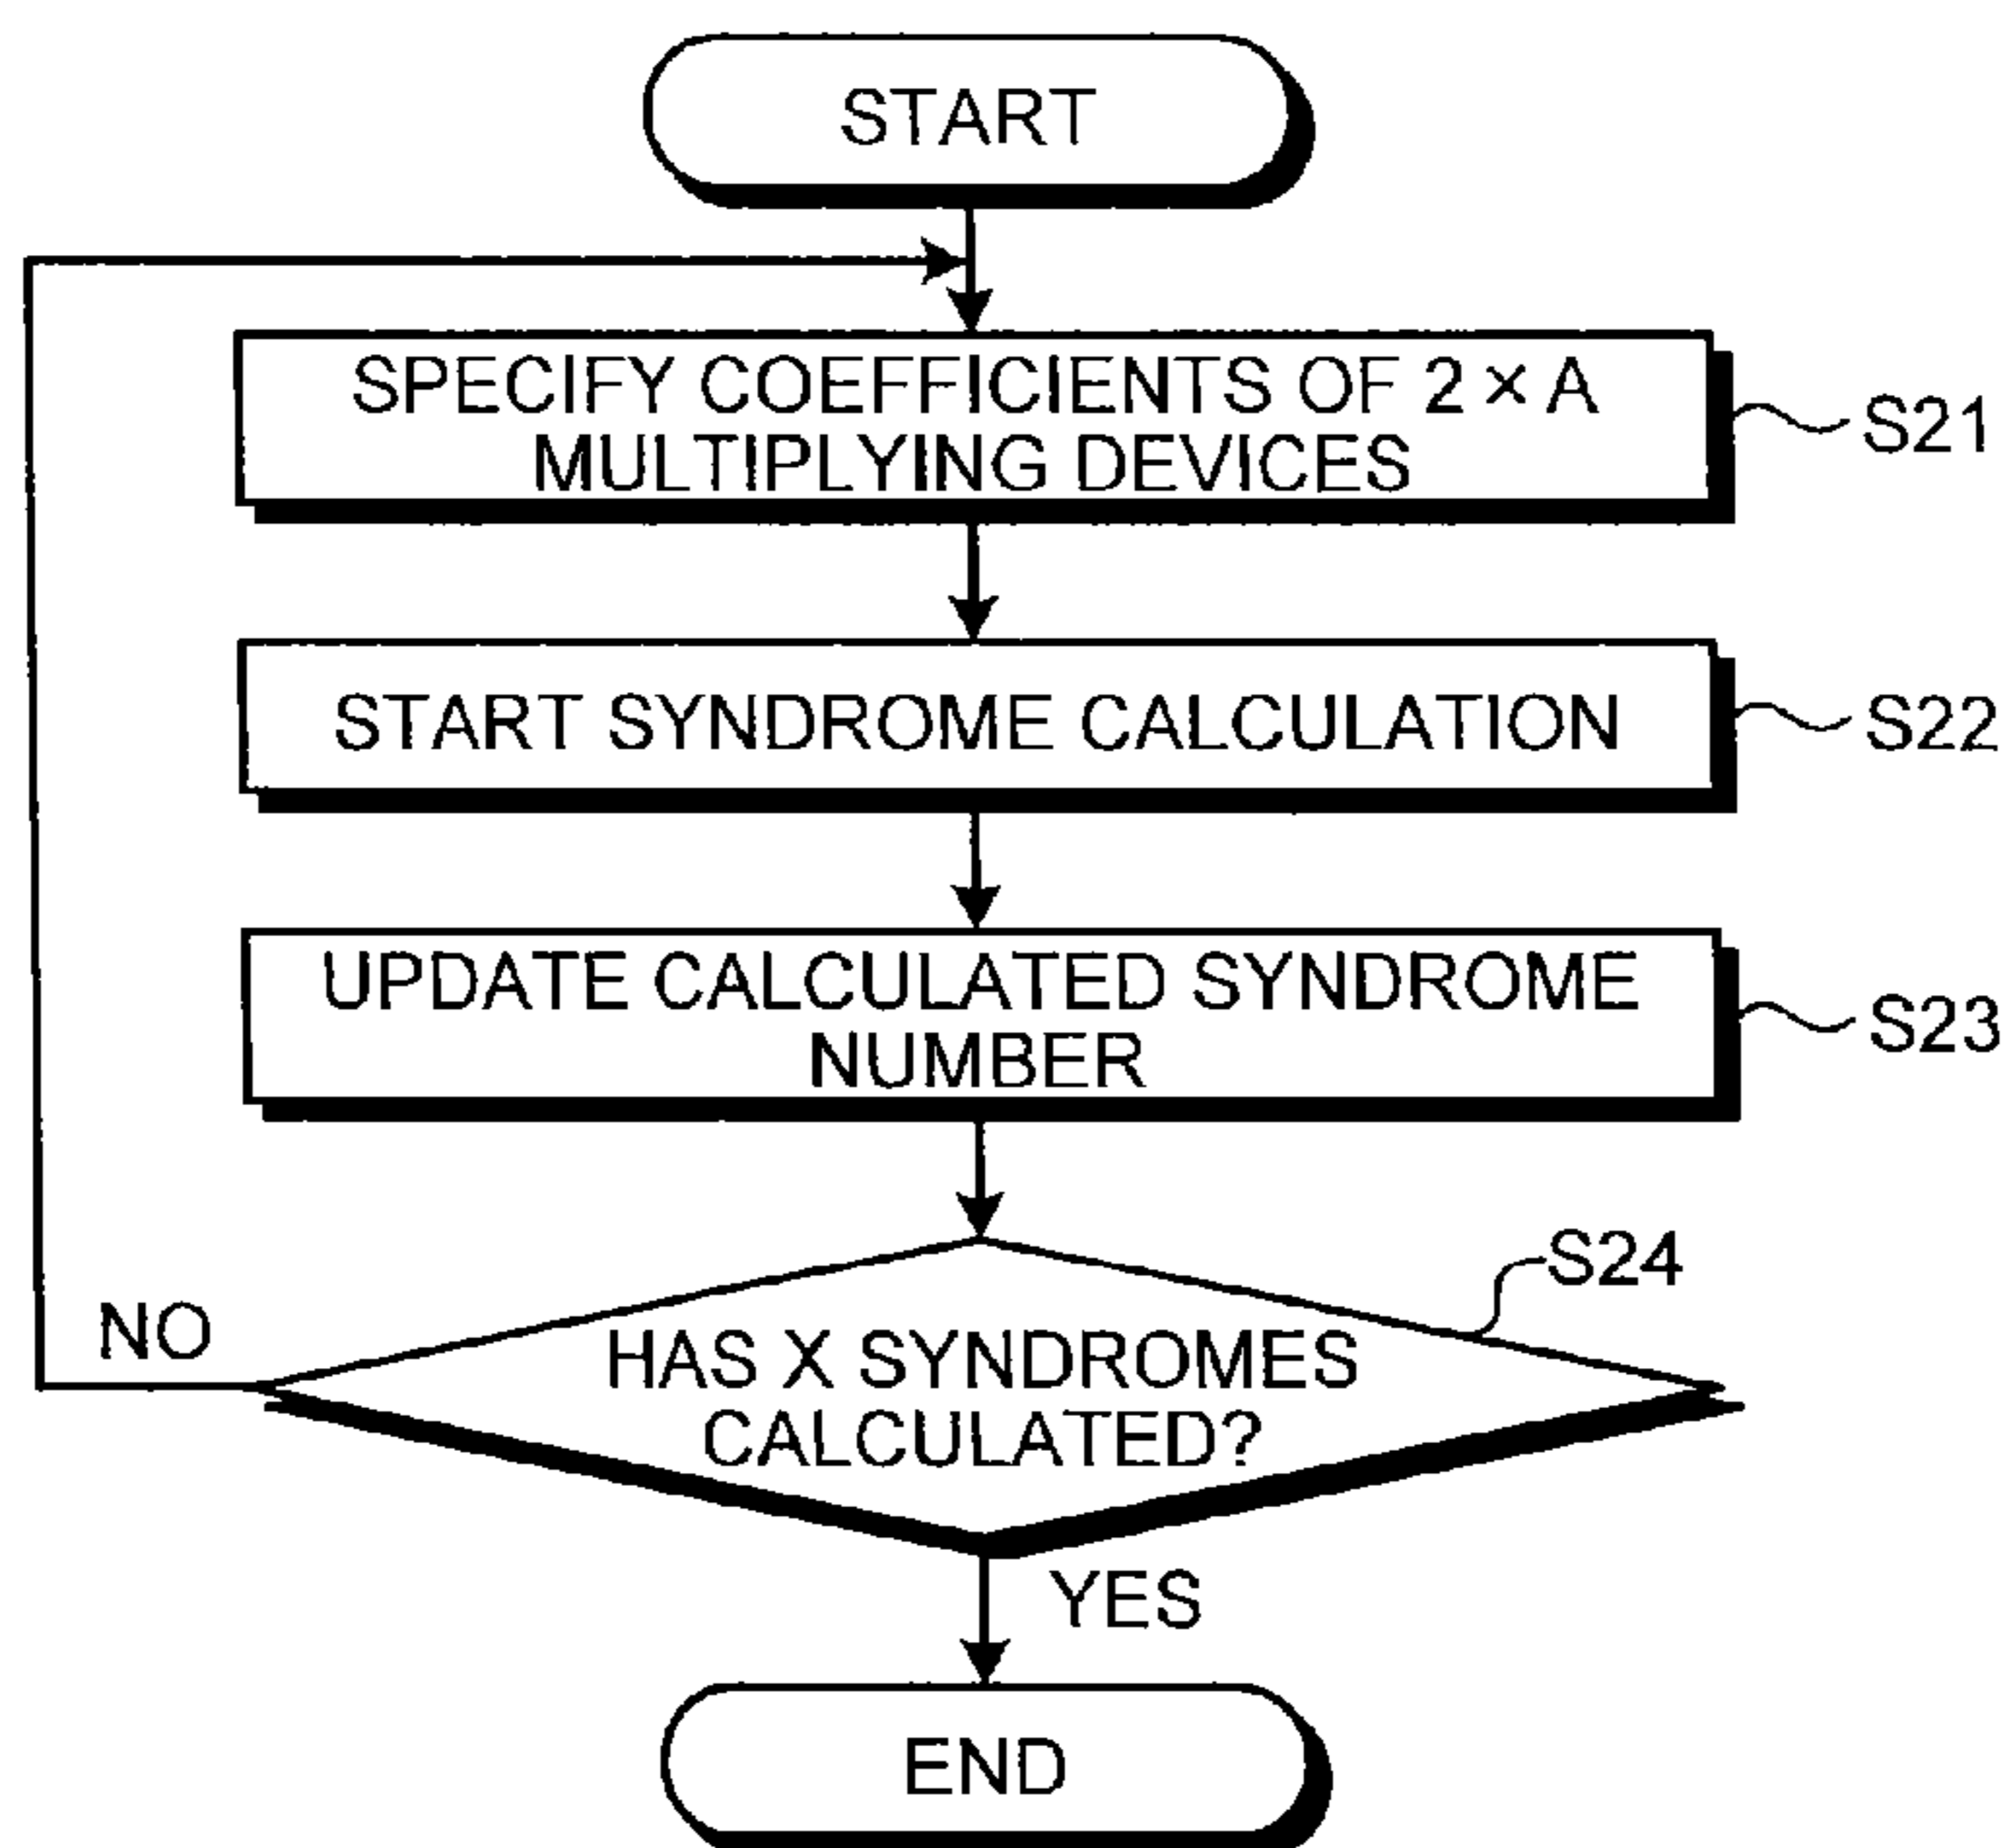 START
SPECIFY COEFFICIENTS OF 2 × A
MULTIPLYING DEVICES
S21
START SYNDROME CALCULATION
S22
UPDATE CALCULATED SYNDROME
NUMBER
S23
S24
HAS X SYNDROMES
CALCULATED?
NO
YES
END